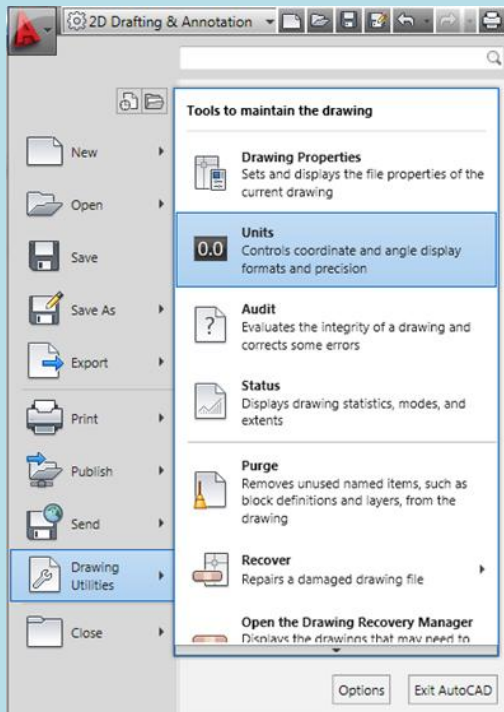 2D Drafting & Annotation
Tools to maintain the drawing
New
Open
Save
Save As
Export
Print
Publish
Send
Drawing
Utilities
Close
Drawing Properties
Sets and displays the file properties of the
current drawing
0.0
Units
Controls coordinate and angle display
formats and precision
Audit
Evaluates the integrity of a drawing and
corrects some errors
Status
Displays drawing statistics, modes, and
extents
Purge
Removes unused named items, such as
block definitions and layers, from the
drawing
Recover
Repairs a damaged drawing file
Open the Drawing Recovery Manager
Displays the drawings that may need to
Options
Exit AutoCAD